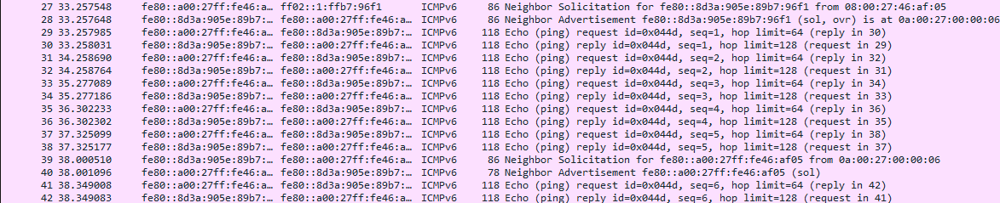 27 33.257548 fe80::a00:27ff:fe46:a… ff02::1:ffb7:96f1 ICMPv6 86 Neighbor Solicitation for fe80::8d3a:905e:89b7:96f1 from 08:00:27:46:af:05
28 33.257648 fe80::8d3a:905e:89b7:… fe80::a00:27ff:fe46:a… ICMPv6 86 Neighbor Advertisement fe80::8d3a:905e:89b7:96f1 (sol, ovr) is at 0a:00:27:00:00:06
29 33.257985 fe80::a00:27ff:fe46:a… fe80::8d3a:905e:89b7:… ICMPv6 118 Echo (ping) request id=0x044d, seq=1, hop limit=64 (reply in 30)
30 33.258031 fe80::8d3a:905e:89b7:… fe80::a00:27ff:fe46:a… ICMPv6 118 Echo (ping) reply id=0x044d, seq=1, hop limit=128 (request in 29)
31 34.258690 fe80::a00:27ff:fe46:a… fe80::8d3a:905e:89b7:… ICMPv6 118 Echo (ping) request id=0x044d, seq=2, hop limit=64 (reply in 32)
32 34.258764 fe80::8d3a:905e:89b7:… fe80::a00:27ff:fe46:a… ICMPv6 118 Echo (ping) reply id=0x044d, seq=2, hop limit=128 (request in 31)
33 35.277089 fe80::a00:27ff:fe46:a… fe80::8d3a:905e:89b7:… ICMPv6 118 Echo (ping) request id=0x044d, seq=3, hop limit=64 (reply in 34)
34 35.277186 fe80::8d3a:905e:89b7:… fe80::a00:27ff:fe46:a… ICMPv6 118 Echo (ping) reply id=0x044d, seq=3, hop limit=128 (request in 33)
35 36.302233 fe80::a00:27ff:fe46:a… fe80::8d3a:905e:89b7:… ICMPv6 118 Echo (ping) request id=0x044d, seq=4, hop limit=64 (reply in 36)
36 36.302302 fe80::8d3a:905e:89b7:… fe80::a00:27ff:fe46:a… ICMPv6 118 Echo (ping) reply id=0x044d, seq=4, hop limit=128 (request in 35)
37 37.325099 fe80::a00:27ff:fe46:a… fe80::8d3a:905e:89b7:… ICMPv6 118 Echo (ping) request id=0x044d, seq=5, hop limit=64 (reply in 38)
38 37.325177 fe80::8d3a:905e:89b7:… fe80::a00:27ff:fe46:a… ICMPv6 118 Echo (ping) reply id=0x044d, seq=5, hop limit=128 (request in 37)
39 38.000510 fe80::8d3a:905e:89b7:… fe80::a00:27ff:fe46:a… ICMPv6 86 Neighbor Solicitation for fe80::a00:27ff:fe46:af05 from 0a:00:27:00:00:06
40 38.001096 fe80::a00:27ff:fe46:a… fe80::8d3a:905e:89b7:… ICMPv6 78 Neighbor Advertisement fe80::a00:27ff:fe46:af05 (sol)
41 38.349008 fe80::a00:27ff:fe46:a… fe80::8d3a:905e:89b7:… ICMPv6 118 Echo (ping) request id=0x044d, seq=6, hop limit=64 (reply in 42)
42 38.349083 fe80::8d3a:905e:89b7:… fe80::a00:27ff:fe46:a… ICMPv6 118 Echo (ping) reply id=0x044d, seq=6, hop limit=128 (request in 41)